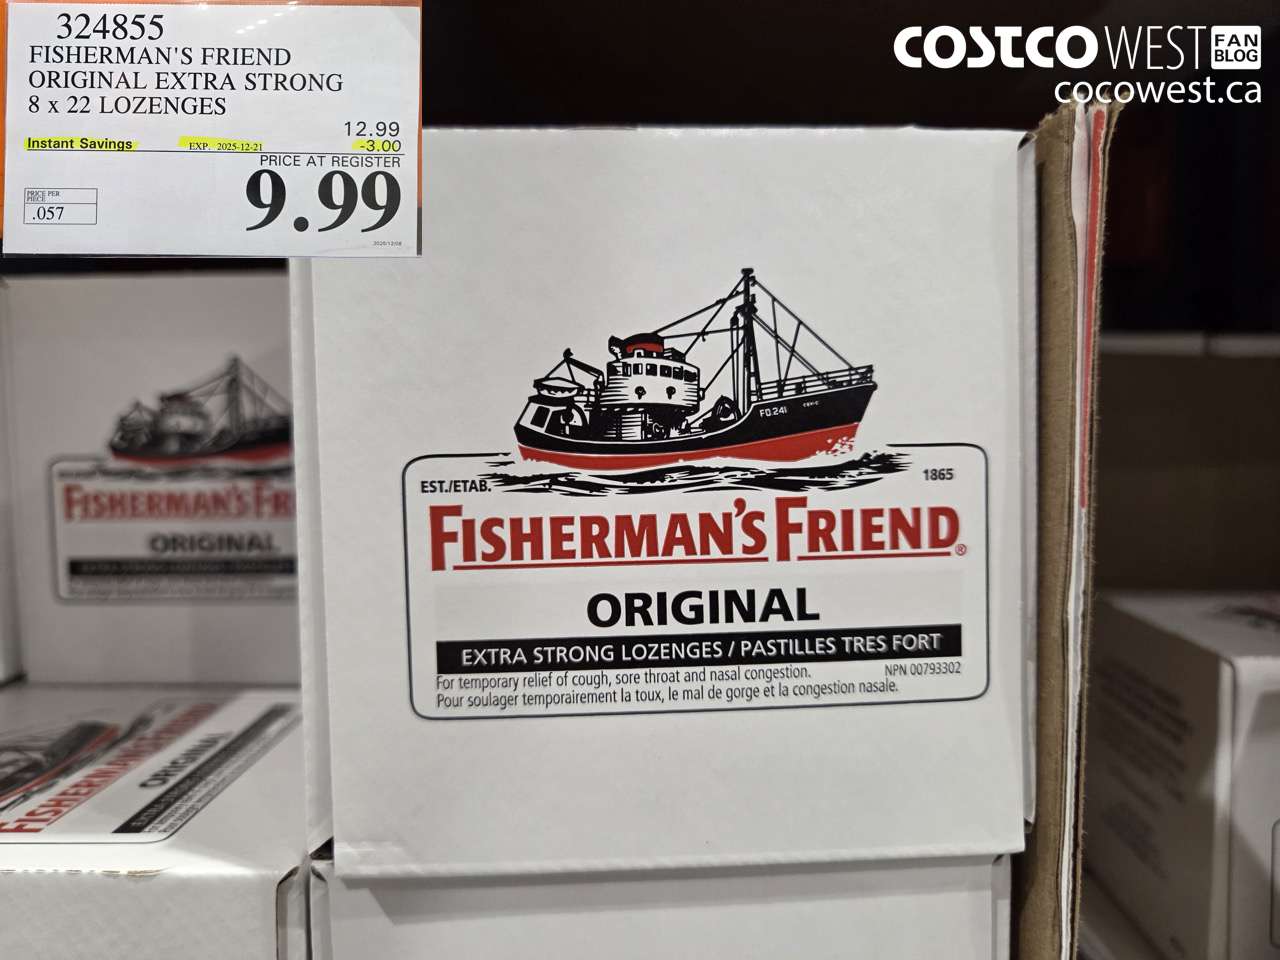 324855
FISHERMAN'S FRIEND
ORIGINAL EXTRA STRONG
8 x 22 LOZENGES
12.99
Instant Savings EXP. 2025-12-21 -3.00
PRICE AT REGISTER
9.99
PRICE PER
PIECE
.057
COSTCO WEST FAN BLOG
cocowest.ca
FD.241
EST./ETAB. 1865
FISHERMAN'S FRIEND®
ORIGINAL
EXTRA STRONG LOZENGES / PASTILLES TRES FORT
For temporary relief of cough, sore throat and nasal congestion. NPN 00793302
Pour soulager temporairement la toux, le mal de gorge et la congestion nasale.
FISHERMAN'S FR
ORIGINAL
FISHERMAN'S FRIEND
ORIGINAL